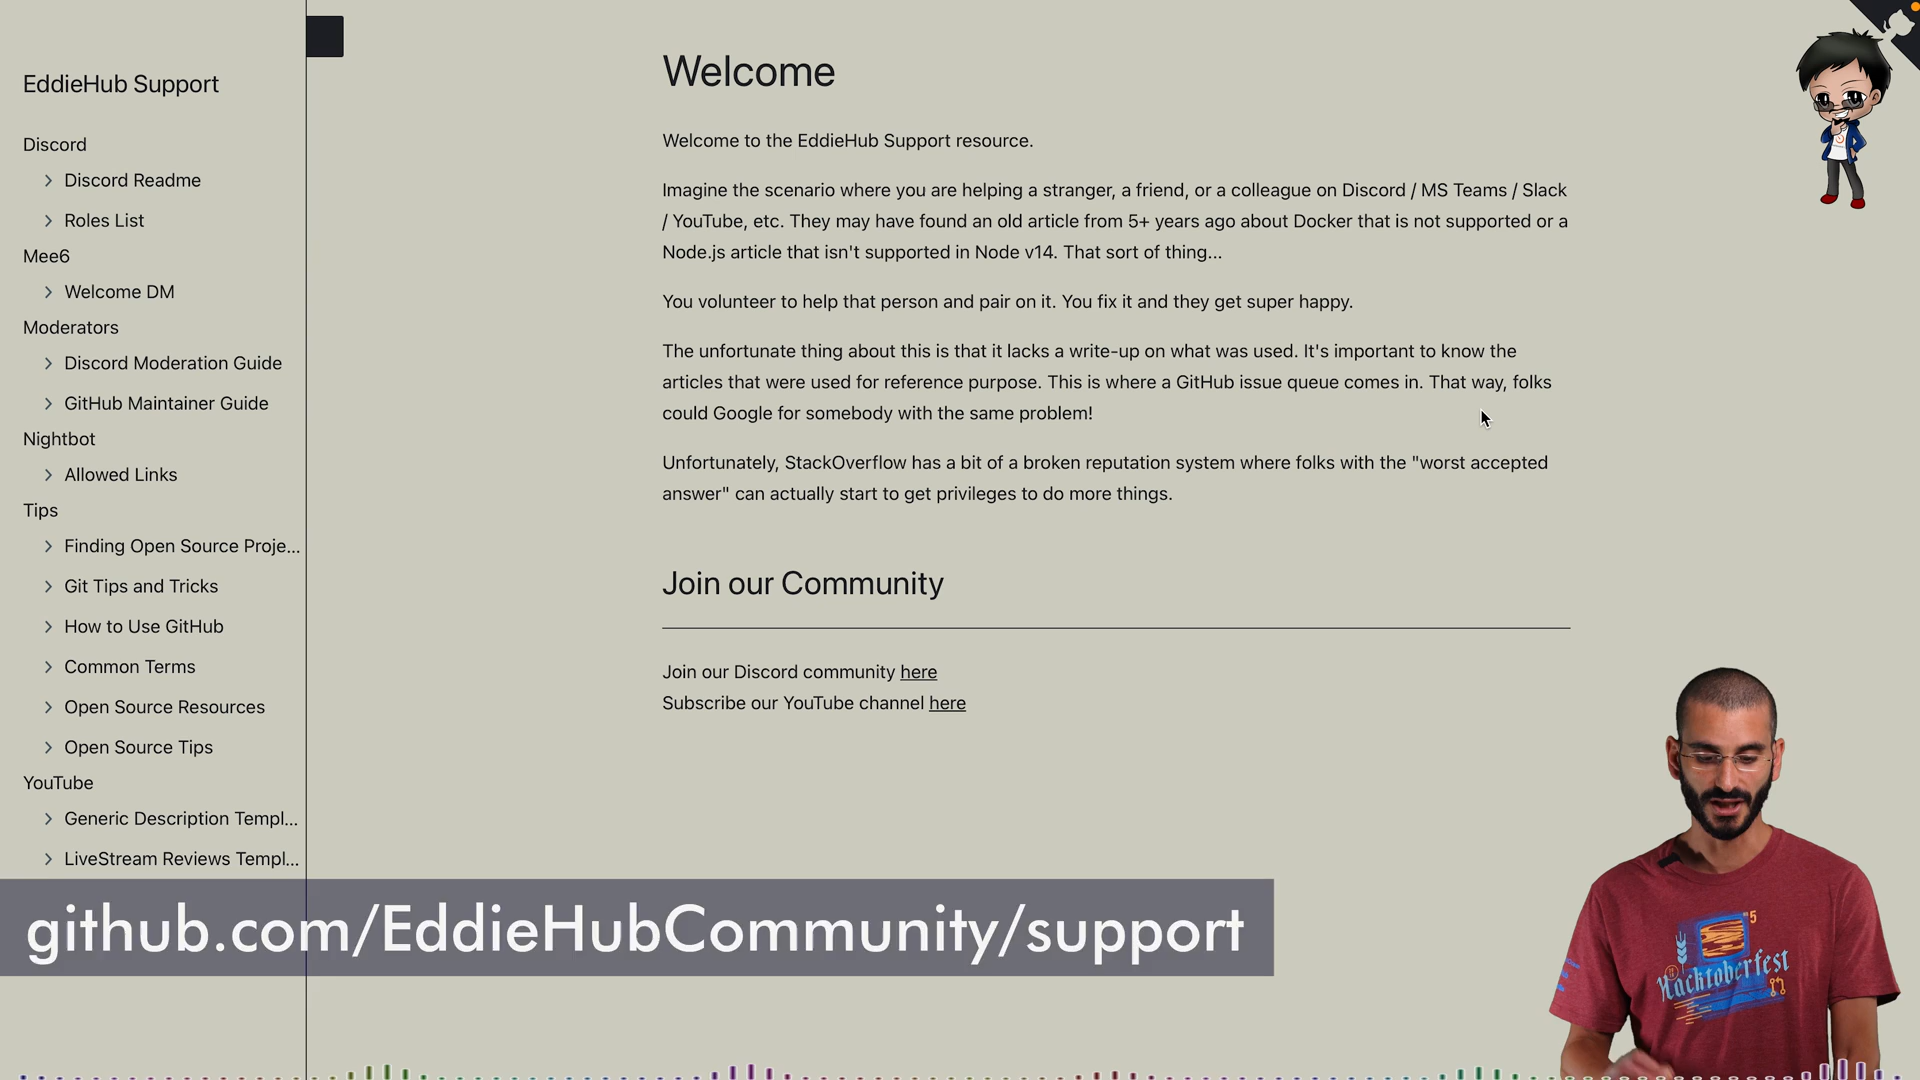 EddieHub Support
Discord
Discord Readme
Roles List
Mee6
Welcome DM
Moderators
Discord Moderation Guide
GitHub Maintainer Guide
Nightbot
Allowed Links
Tips
Finding Open Source Proje...
Git Tips and Tricks
How to Use GitHub
Common Terms
Open Source Resources
Open Source Tips
YouTube
Generic Description Templ...
LiveStream Reviews Templ...
Welcome
Welcome to the EddieHub Support resource.
Imagine the scenario where you are helping a stranger, a friend, or a colleague on Discord / MS Teams / Slack
/ YouTube, etc. They may have found an old article from 5+ years ago about Docker that is not supported or a
Node.js article that isn't supported in Node v14. That sort of thing...
You volunteer to help that person and pair on it. You fix it and they get super happy.
The unfortunate thing about this is that it lacks a write-up on what was used. It's important to know the
articles that were used for reference purpose. This is where a GitHub issue queue comes in. That way, folks
could Google for somebody with the same problem!
Unfortunately, StackOverflow has a bit of a broken reputation system where folks with the "worst accepted
answer" can actually start to get privileges to do more things.
Join our Community
Join our Discord community here
Subscribe our YouTube channel here
github.com/EddieHubCommunity/support
Hacktoberfest